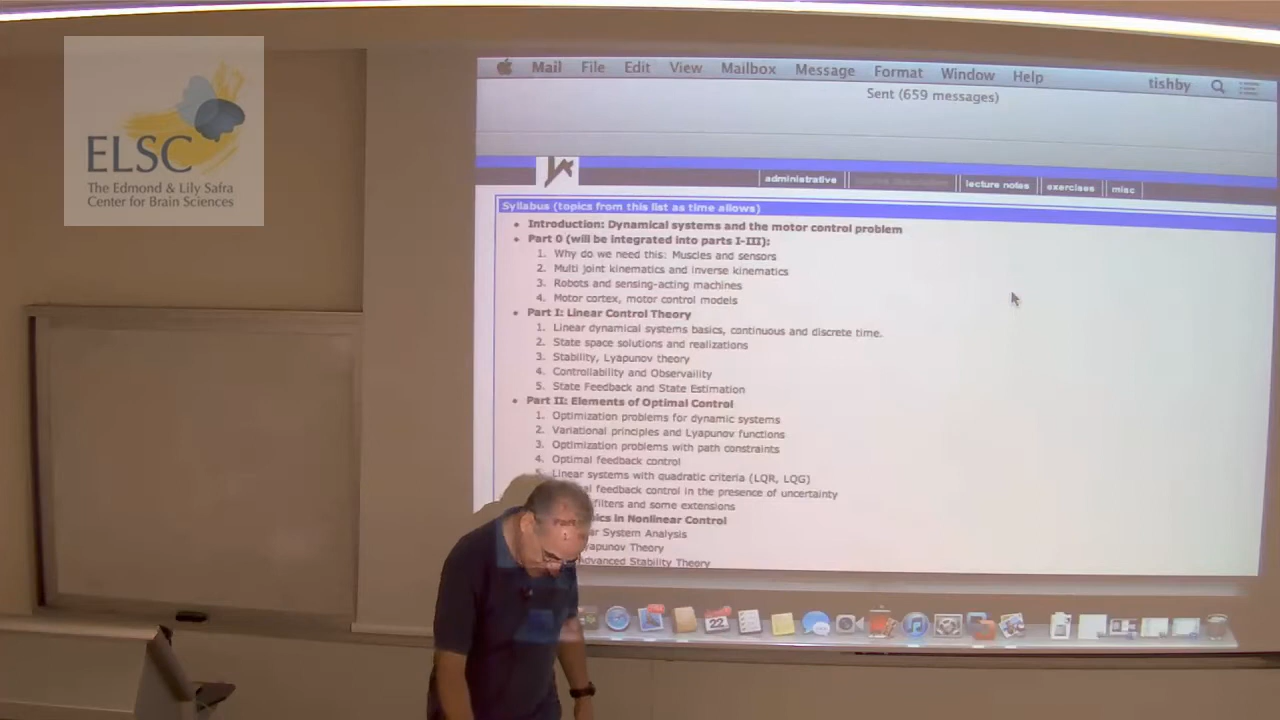 ELSC
The Edmond & Lily Safra
Center for Brain Sciences
Mail File Edit View Mailbox Message Format Window Help tishby
Sent (659 messages)
administrative lecture notes exercises misc
Syllabus (topics from this list as time allows)
• Introduction: Dynamical systems and the motor control problem
• Part 0 (will be integrated into parts I-III):
1. Why do we need this: Muscles and sensors
2. Multi joint kinematics and inverse kinematics
3. Robots and sensing-acting machines
4. Motor cortex, motor control models
• Part I: Linear Control Theory
1. Linear dynamical systems basics, continuous and discrete time.
2. State space solutions and realizations
3. Stability, Lyapunov theory
4. Controllability and Observaility
5. State Feedback and State Estimation
• Part II: Elements of Optimal Control
1. Optimization problems for dynamic systems
2. Variational principles and Lyapunov functions
3. Optimization problems with path constraints
4. Optimal feedback control
5. Linear systems with quadratic criteria (LQR, LQG)
feedback control in the presence of uncertainty
filters and some extensions
Part in Nonlinear Control
System Analysis
Theory
Advanced Stability Theory
22